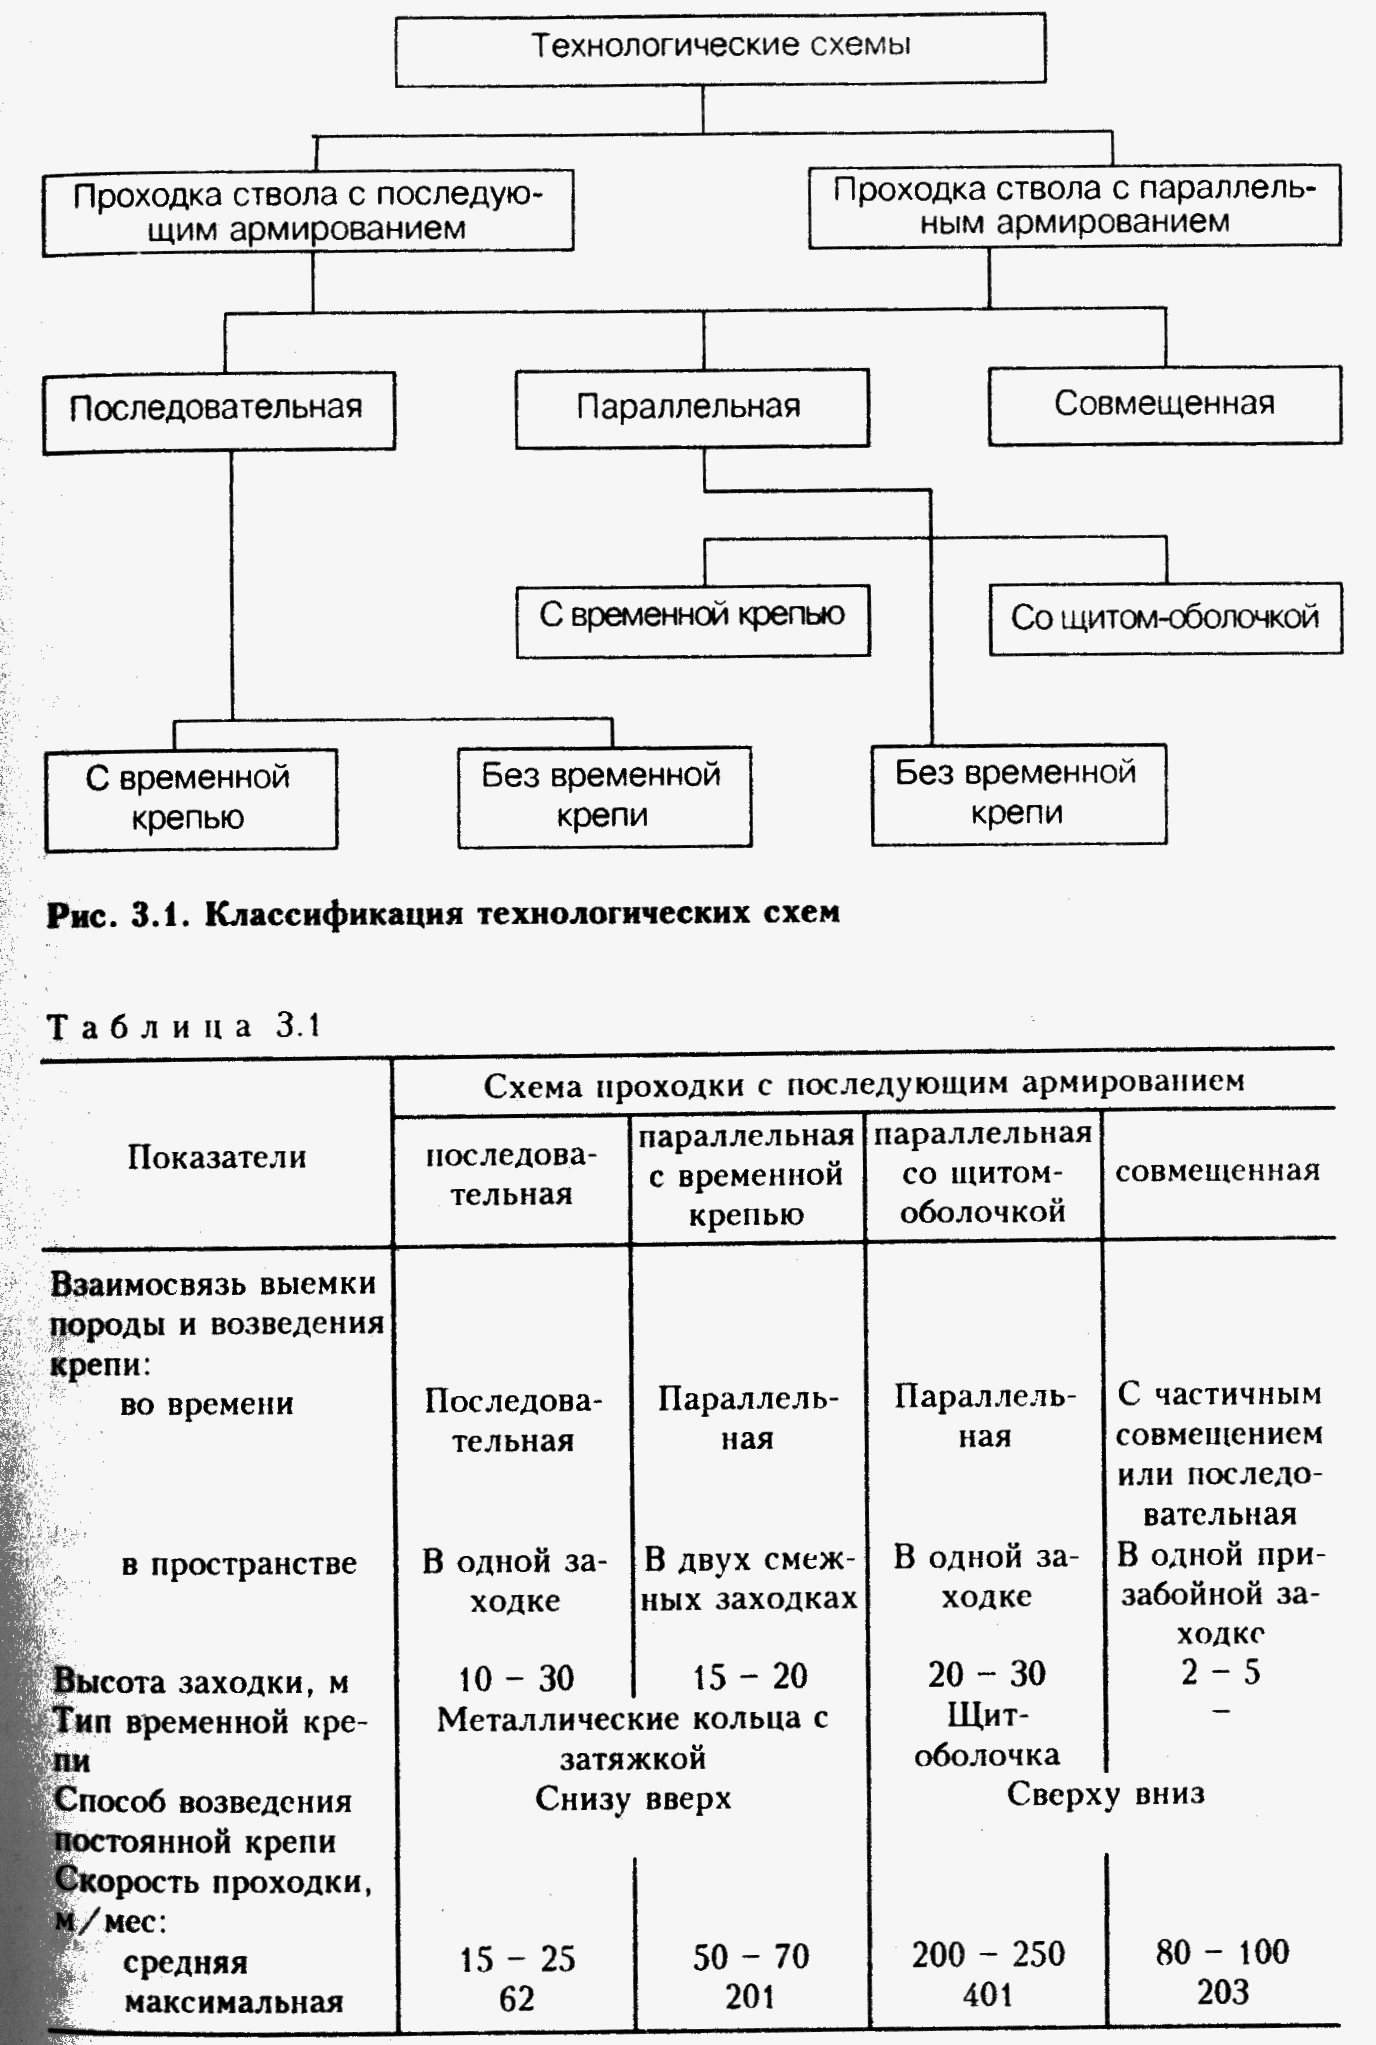 Технологические схемы
Проходка ствола с последую-
щим армированием
Проходка ствола с параллель-
ным армированием
Последовательная
Параллельная
Совмещенная
С временной крепью
Со щитом-оболочкой
С временной
крепью
Без временной
крепи
Без временной
крепи
Рис. 3.1. Классификация технологических схем
Таблица 3.1
Показатели
Схема проходки с последующим армированием
последова-
тельная
параллельная
с временной
крепью
параллельная
со щитом-
оболочкой
совмещенная
Взаимосвязь выемки
породы и возведения
крепи:
во времени
Последова-
тельная
Параллель-
ная
Параллель-
ная
С частичным
совмещением
или последо-
вательная
в пространстве
В одной за-
ходке
В двух смеж-
ных заходках
В одной за-
ходке
В одной при-
забойной за-
ходке
Высота заходки, м
10 – 30
15 – 20
20 – 30
2 – 5
Тип временной кре-
пи
Металлические кольца с
затяжкой
Щит-
оболочка
–
Способ возведения
постоянной крепи
Снизу вверх
Сверху вниз
Скорость проходки,
м/мес:
средняя
15 – 25
50 – 70
200 – 250
80 – 100
максимальная
62
201
401
203